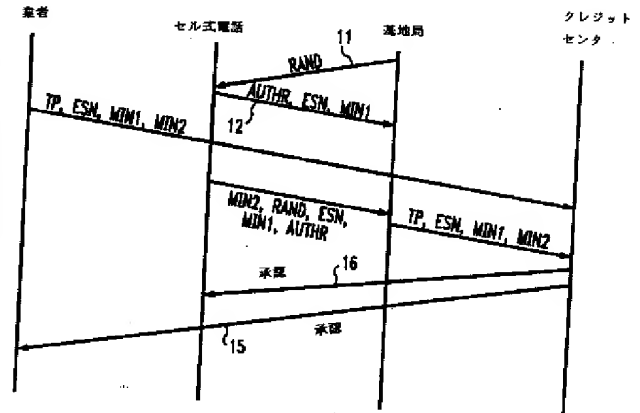 業者
セル式電話
基地局
クレジット
センタ
11
RAND
AUTHR, ESN, MIN1
12
TP, ESN, MIN1, MIN2
MIN2, RAND, ESN,
MIN1, AUTHR
TP, ESN, MIN1, MIN2
承認
16
承認
15